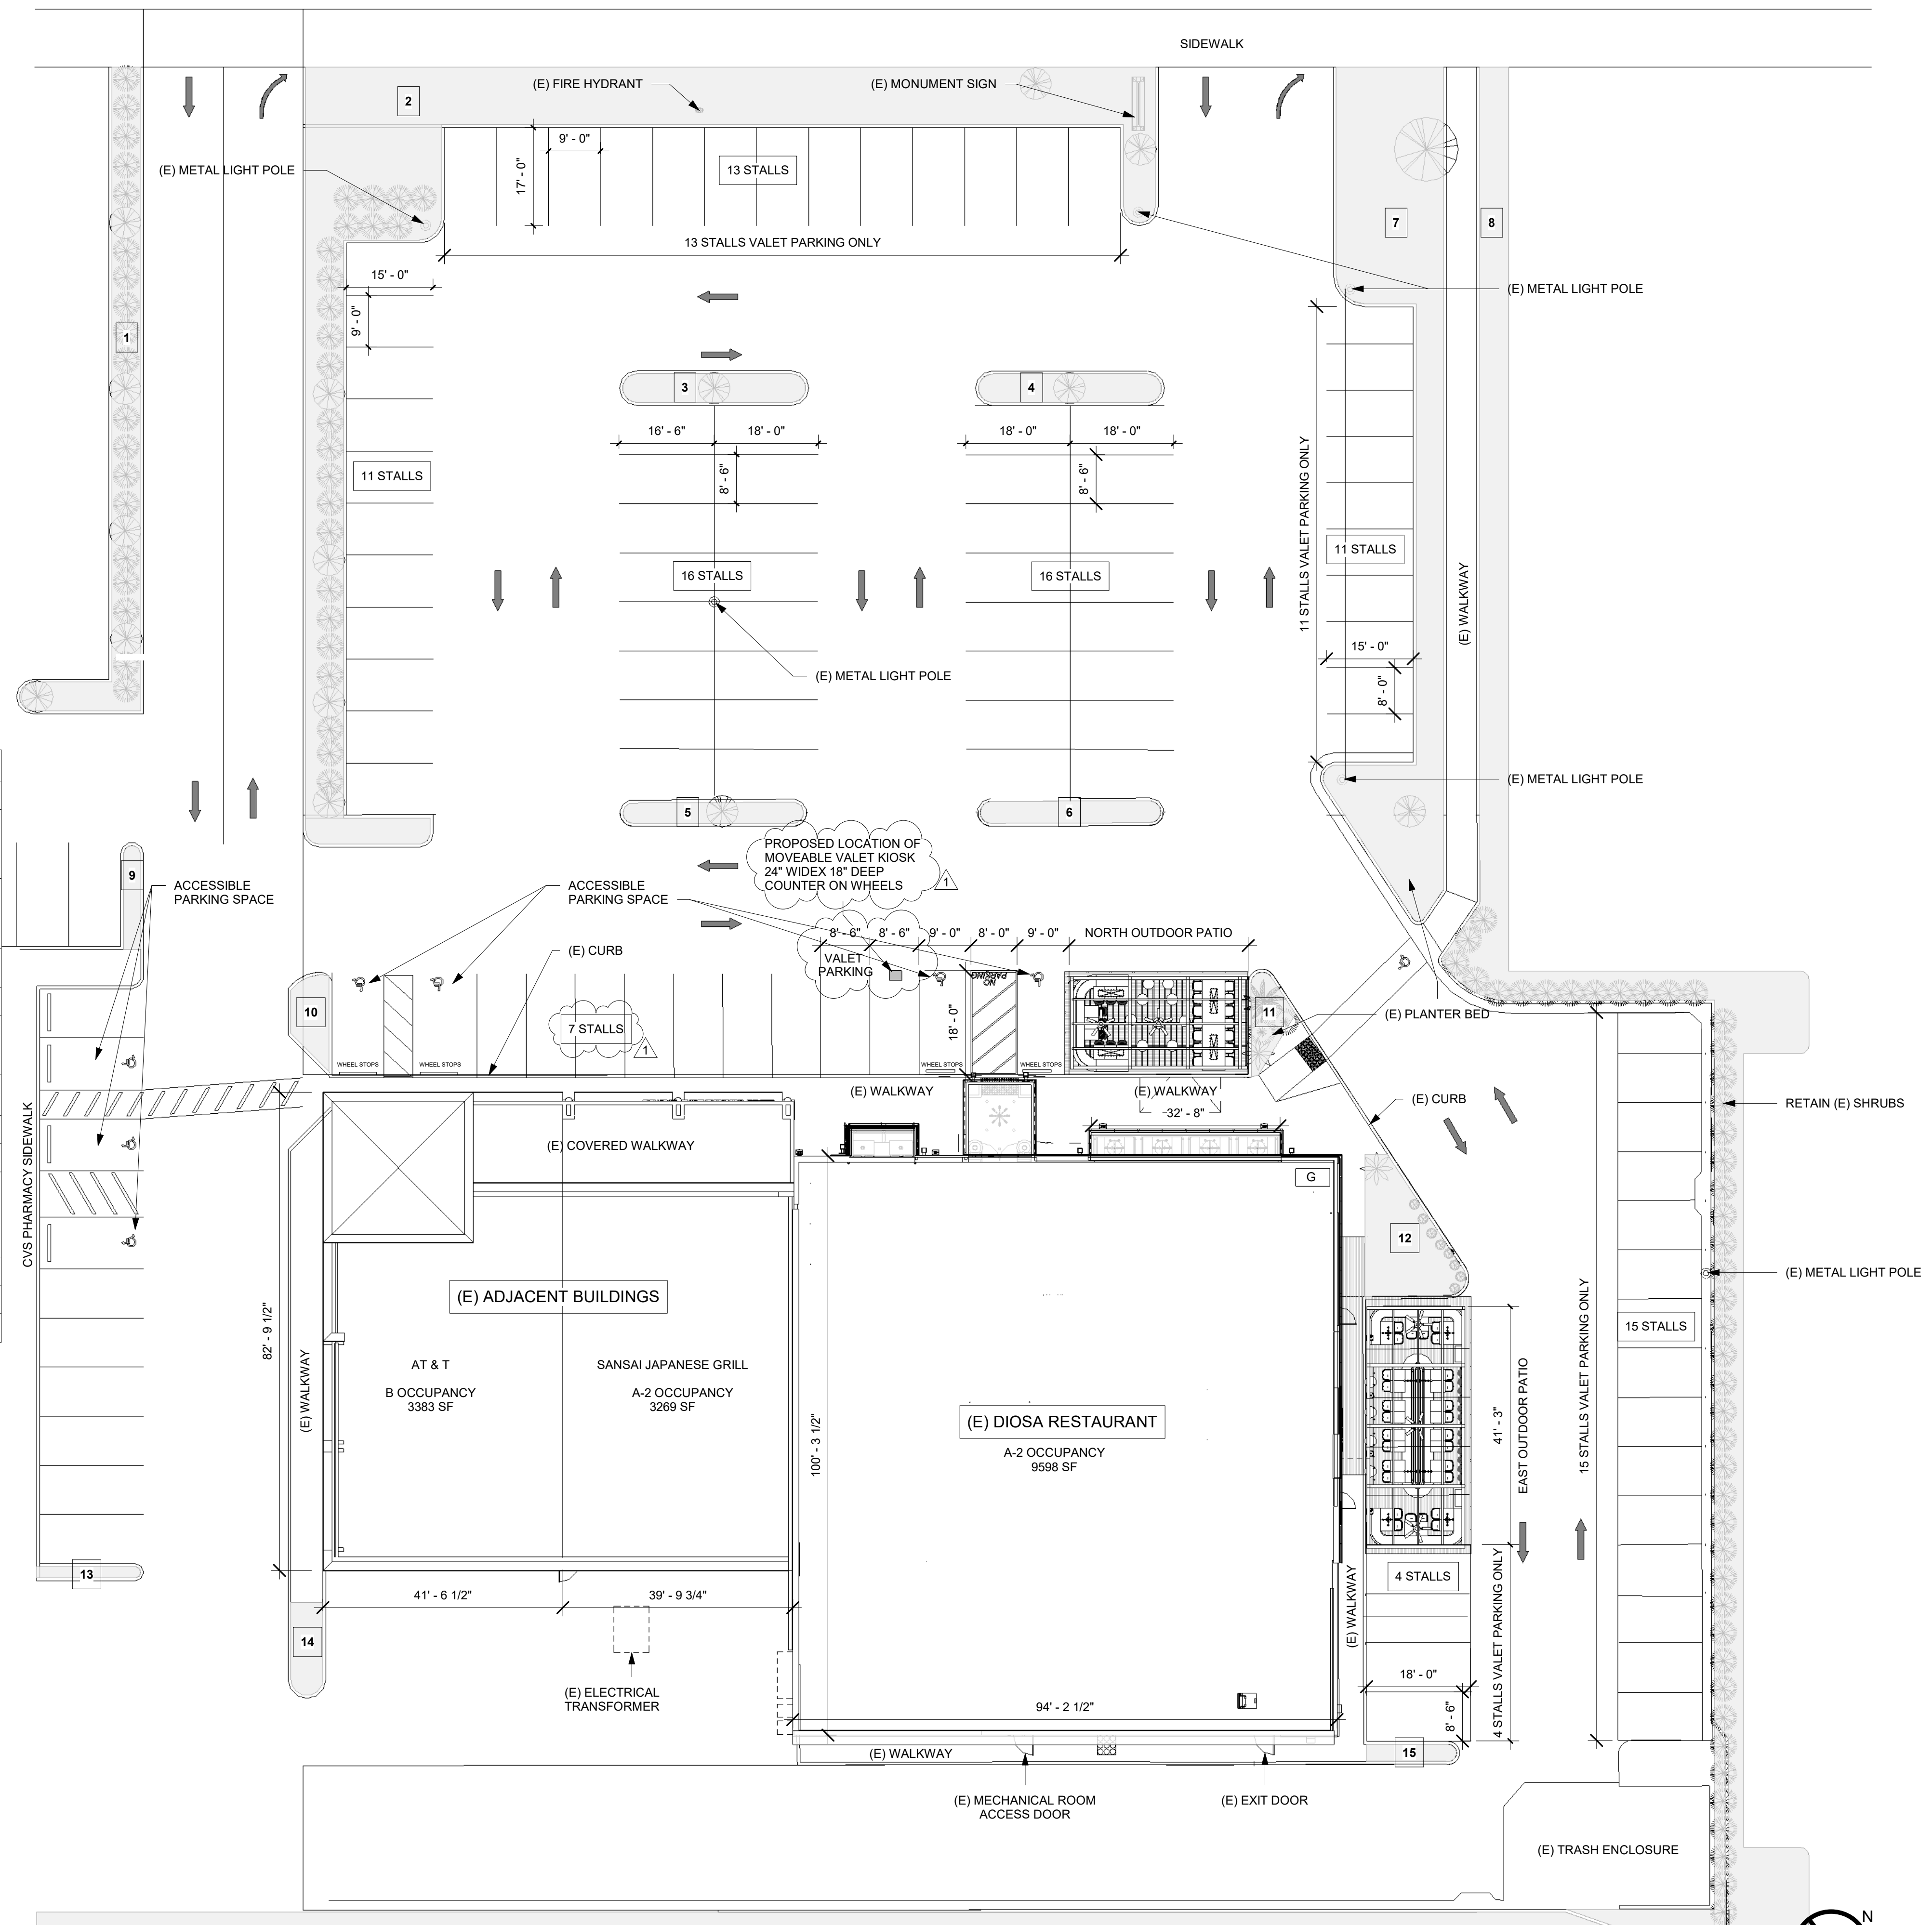 SIDEWALK
(E) FIRE HYDRANT
(E) MONUMENT SIGN
2
9' - 0"
17' - 0"
13 STALLS
(E) METAL LIGHT POLE
7
8
13 STALLS VALET PARKING ONLY
15' - 0"
9' - 0"
(E) METAL LIGHT POLE
1
3
4
16' - 6"
18' - 0"
18' - 0"
18' - 0"
8' - 6"
8' - 6"
11 STALLS
11 STALLS VALET PARKING ONLY
11 STALLS
(E) WALKWAY
16 STALLS
16 STALLS
15' - 0"
8' - 0"
(E) METAL LIGHT POLE
(E) METAL LIGHT POLE
5
6
PROPOSED LOCATION OF
MOVEABLE VALET KIOSK
24" WIDEX 18" DEEP
COUNTER ON WHEELS
1
9
ACCESSIBLE
PARKING SPACE
ACCESSIBLE
PARKING SPACE
8' - 6"
8' - 6"
9' - 0"
8' - 0"
9' - 0"
NORTH OUTDOOR PATIO
(E) CURB
VALET
PARKING
NO
PARKING
10
7 STALLS
1
18' - 0"
11
(E) PLANTER BED
WHEEL STOPS
WHEEL STOPS
WHEEL STOPS
WHEEL STOPS
(E) WALKWAY
(E) WALKWAY
32' - 8"
(E) CURB
RETAIN (E) SHRUBS
CVS PHARMACY SIDEWALK
(E) COVERED WALKWAY
G
12
(E) METAL LIGHT POLE
82' - 9 1/2"
(E) WALKWAY
(E) ADJACENT BUILDINGS
AT & T
B OCCUPANCY
3383 SF
SANSAI JAPANESE GRILL
A-2 OCCUPANCY
3269 SF
100' - 3 1/2"
(E) DIOSA RESTAURANT
A-2 OCCUPANCY
9598 SF
41' - 3"
EAST OUTDOOR PATIO
15 STALLS VALET PARKING ONLY
15 STALLS
13
41' - 6 1/2"
39' - 9 3/4"
14
(E) ELECTRICAL
TRANSFORMER
(E) WALKWAY
4 STALLS
4 STALLS VALET PARKING ONLY
18' - 0"
8' - 6"
94' - 2 1/2"
(E) WALKWAY
15
(E) MECHANICAL ROOM
ACCESS DOOR
(E) EXIT DOOR
(E) TRASH ENCLOSURE
N